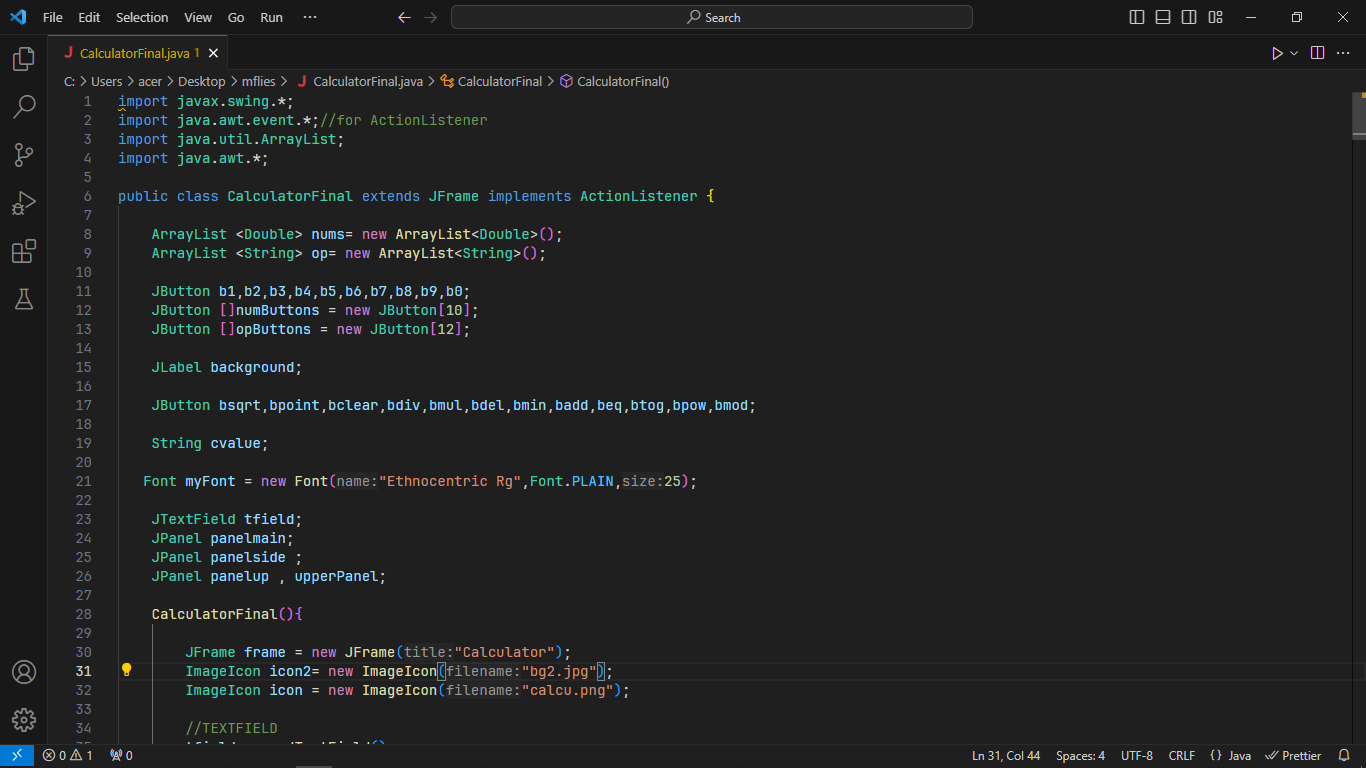 File Edit Selection View Go Run ··· Search
J CalculatorFinal.java 1
C: > Users > acer > Desktop > mflies > J CalculatorFinal.java > CalculatorFinal > CalculatorFinal()
1 import javax.swing.*;
2 import java.awt.event.*;//for ActionListener
3 import java.util.ArrayList;
4 import java.awt.*;
5
6 public class CalculatorFinal extends JFrame implements ActionListener {
7
8 ArrayList <Double> nums= new ArrayList<Double>();
9 ArrayList <String> op= new ArrayList<String>();
10
11 JButton b1,b2,b3,b4,b5,b6,b7,b8,b9,b0;
12 JButton []numButtons = new JButton[10];
13 JButton []opButtons = new JButton[12];
14
15 JLabel background;
16
17 JButton bsqrt,bpoint,bclear,bdiv,bmul,bdel,bmin,badd,beq,btog,bpow,bmod;
18
19 String cvalue;
20
21 Font myFont = new Font(name:"Ethnocentric Rg",Font.PLAIN,size:25);
22
23 JTextField tfield;
24 JPanel panelmain;
25 JPanel panelside ;
26 JPanel panelup , upperPanel;
27
28 CalculatorFinal(){
29
30 JFrame frame = new JFrame(title:"Calculator");
31 ImageIcon icon2= new ImageIcon(filename:"bg2.jpg");
32 ImageIcon icon = new ImageIcon(filename:"calcu.png");
33
34 //TEXTFIELD
0 1 0 Ln 31, Col 44 Spaces: 4 UTF-8 CRLF {} Java Prettier